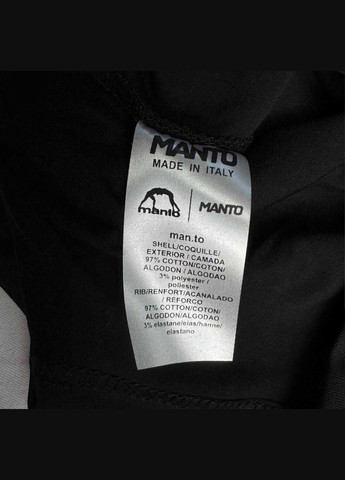 MANTO
MADE IN ITALY
manto MANTO
man.to
SHELL/COQUILLE/
EXTERIOR / CAMADA
97% COTTON/COTON/
ALGODON / ALGODAO
3% polyester /
poliester
RIB/RENFORT/ACANALADO
/ REFORCO
97% COTTON/COTON/
ALGODON/ALGODAO
3% elastane/elas/hanne/
elastano